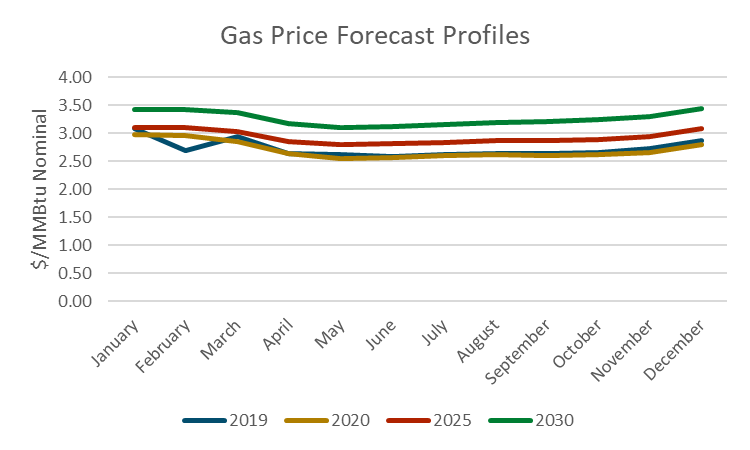 Gas Price Forecast Profiles
$/MMBtu Nominal
4.00
3.50
3.00
2.50
2.00
1.50
1.00
0.50
0.00
January
February
March
April
May
June
July
August
September
October
November
December
2019 2020 2025 2030